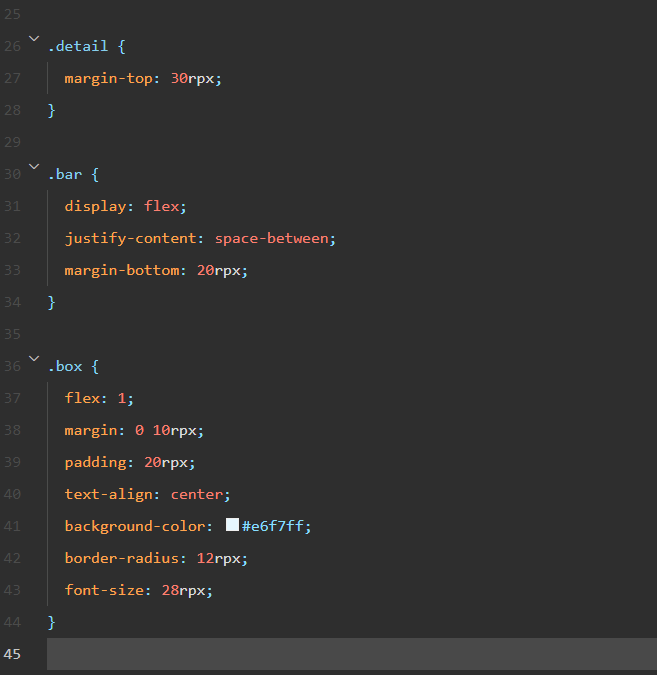 25
26 .detail {
27 margin-top: 30rpx;
28 }
29
30 .bar {
31 display: flex;
32 justify-content: space-between;
33 margin-bottom: 20rpx;
34 }
35
36 .box {
37 flex: 1;
38 margin: 0 10rpx;
39 padding: 20rpx;
40 text-align: center;
41 background-color: #e6f7ff;
42 border-radius: 12rpx;
43 font-size: 28rpx;
44 }
45